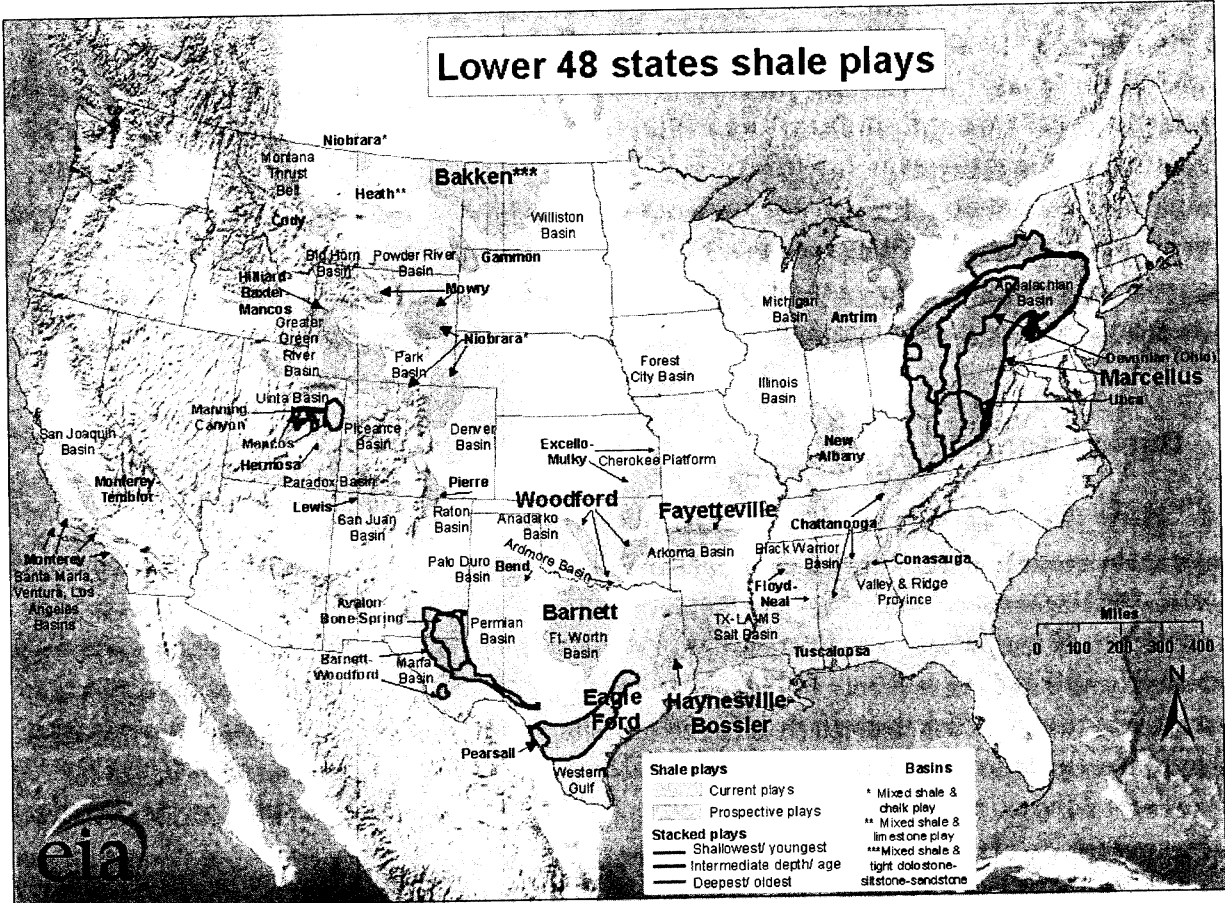 Lower 48 states shale plays
Niobrara*
Montana
Thrust
Belt
Bakken***
Heath**
Cody
Williston
Basin
Big Horn
Basin
Powder River
Basin
Gammon
Hilliard-
Baxter-
Mancos
Mowry
Michigan
Basin
Antrim
Appalachian
Basin
Greater
Green
River
Basin
Niobrara*
Park
Basin
Forest
City Basin
Illinois
Basin
Devonian (Ohio)
Marcellus
Utica
Uinta Basin
Manning
Canyon
Mancos
Piceance
Basin
Denver
Basin
San Joaquin
Basin
Hermosa
Excello-
Mulky
Cherokee Platform
New
Albany
Monterey-
Temblor
Paradox Basin
Pierre
Lewis
San Juan
Basin
Raton
Basin
Woodford
Anadarko
Basin
Fayetteville
Chattanooga
Arkoma Basin
Black Warrior
Basin
Conasauga
Ardmore Basin
Palo Duro
Basin
Bend
Floyd-
Neal
Valley & Ridge
Province
Monterey
Santa Maria,
Ventura, Los
Angeles
Basins
Avalon
Bone Spring
Permian
Basin
Barnett
Ft. Worth
Basin
TX-LA-MS
Salt Basin
Tuscaloosa
Miles
0 100 200 300 400
N
Barnett-
Woodford
Marfa
Basin
Eagle
Ford
Haynesville-
Bossier
Pearsall
Western
Gulf
Shale plays
Current plays
Prospective plays
Stacked plays
Shallowest/ youngest
Intermediate depth/ age
Deepest/ oldest
Basins
* Mixed shale &
chalk play
** Mixed shale &
limestone play
***Mixed shale &
tight dolostone-
siltstone-sandstone
eia